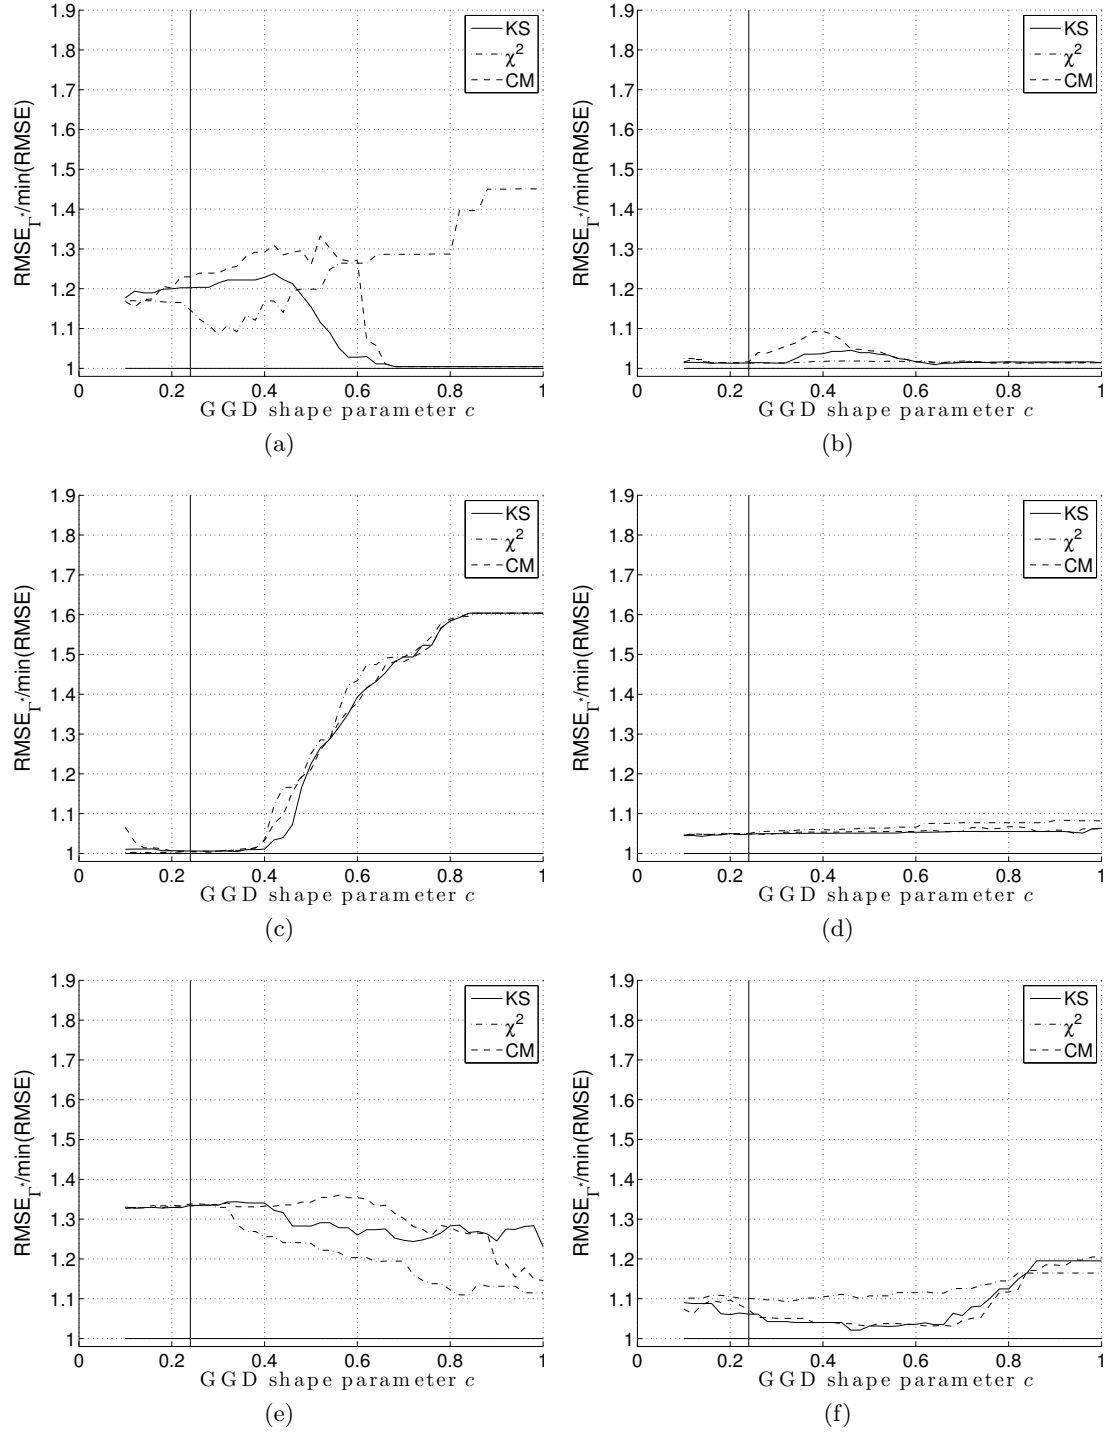 1.9
1.8
1.7
1.6
1.5
1.4
1.3
1.2
1.1
1
RMSE_Γ*/min(RMSE)
KS
χ²
CM
0 0.2 0.4 0.6 0.8 1
GGD shape parameter c
(a)
1.9
1.8
1.7
1.6
1.5
1.4
1.3
1.2
1.1
1
RMSE_Γ*/min(RMSE)
KS
χ²
CM
0 0.2 0.4 0.6 0.8 1
GGD shape parameter c
(b)
1.9
1.8
1.7
1.6
1.5
1.4
1.3
1.2
1.1
1
RMSE_Γ*/min(RMSE)
KS
χ²
CM
0 0.2 0.4 0.6 0.8 1
GGD shape parameter c
(c)
1.9
1.8
1.7
1.6
1.5
1.4
1.3
1.2
1.1
1
RMSE_Γ*/min(RMSE)
KS
χ²
CM
0 0.2 0.4 0.6 0.8 1
GGD shape parameter c
(d)
1.9
1.8
1.7
1.6
1.5
1.4
1.3
1.2
1.1
1
RMSE_Γ*/min(RMSE)
KS
χ²
CM
0 0.2 0.4 0.6 0.8 1
GGD shape parameter c
(e)
1.9
1.8
1.7
1.6
1.5
1.4
1.3
1.2
1.1
1
RMSE_Γ*/min(RMSE)
KS
χ²
CM
0 0.2 0.4 0.6 0.8 1
GGD shape parameter c
(f)